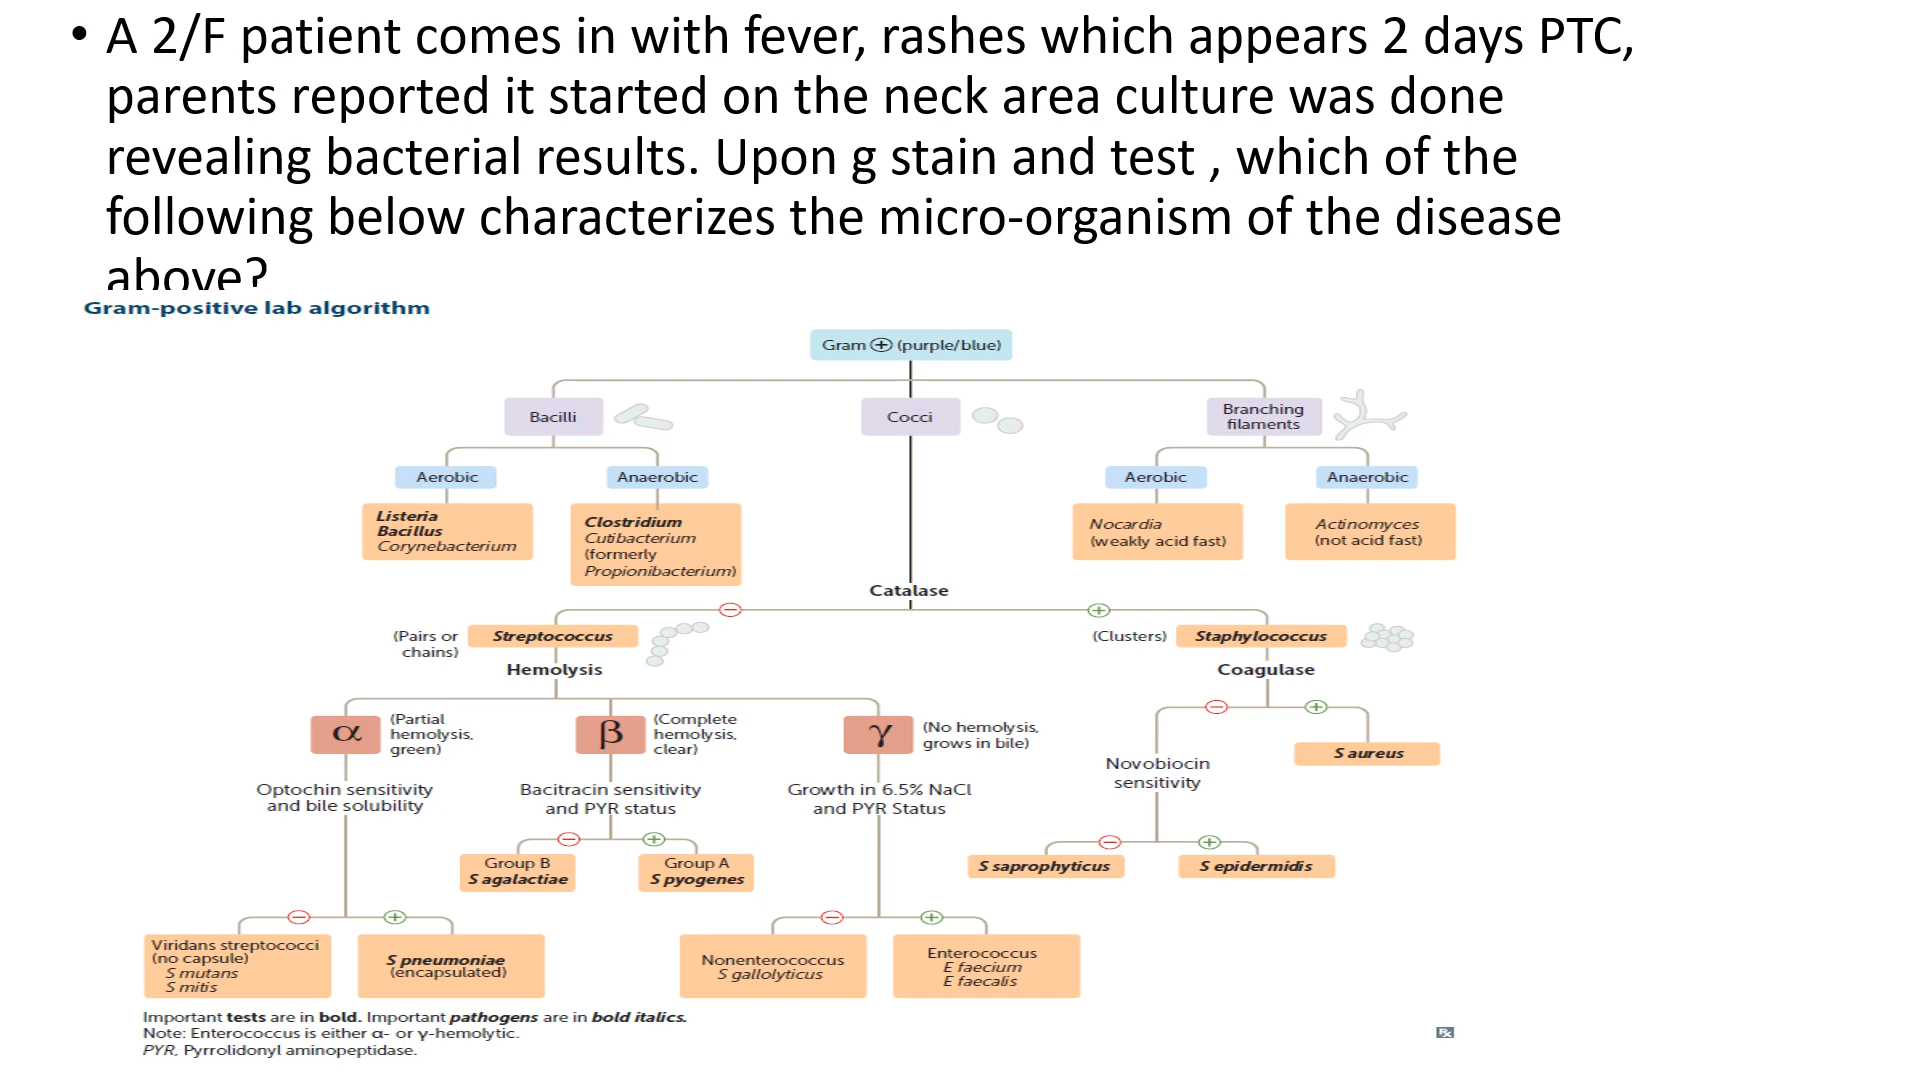 • A 2/F patient comes in with fever, rashes which appears 2 days PTC,
parents reported it started on the neck area culture was done
revealing bacterial results. Upon g stain and test , which of the
following below characterizes the micro-organism of the disease
above?
Gram-positive lab algorithm
Gram ⊕ (purple/blue)
Bacilli
Cocci
Branching
filaments
Aerobic
Anaerobic
Aerobic
Anaerobic
Listeria
Bacillus
Corynebacterium
Clostridium
Cutibacterium
(formerly
Propionibacterium)
Nocardia
(weakly acid fast)
Actinomyces
(not acid fast)
Catalase
−
+
(Pairs or
chains)
Streptococcus
(Clusters)
Staphylococcus
Hemolysis
Coagulase
−
+
α
(Partial
hemolysis,
green)
β
(Complete
hemolysis,
clear)
γ
(No hemolysis,
grows in bile)
S aureus
Novobiocin
sensitivity
Optochin sensitivity
and bile solubility
Bacitracin sensitivity
and PYR status
Growth in 6.5% NaCl
and PYR Status
−
+
−
+
Group B
S agalactiae
Group A
S pyogenes
S saprophyticus
S epidermidis
−
+
−
+
Viridans streptococci
(no capsule)
S mutans
S mitis
S pneumoniae
(encapsulated)
Nonenterococcus
S gallolyticus
Enterococcus
E faecium
E faecalis
Important tests are in bold. Important pathogens are in bold italics.
Note: Enterococcus is either α- or γ-hemolytic.
PYR, Pyrrolidonyl aminopeptidase.
Rx